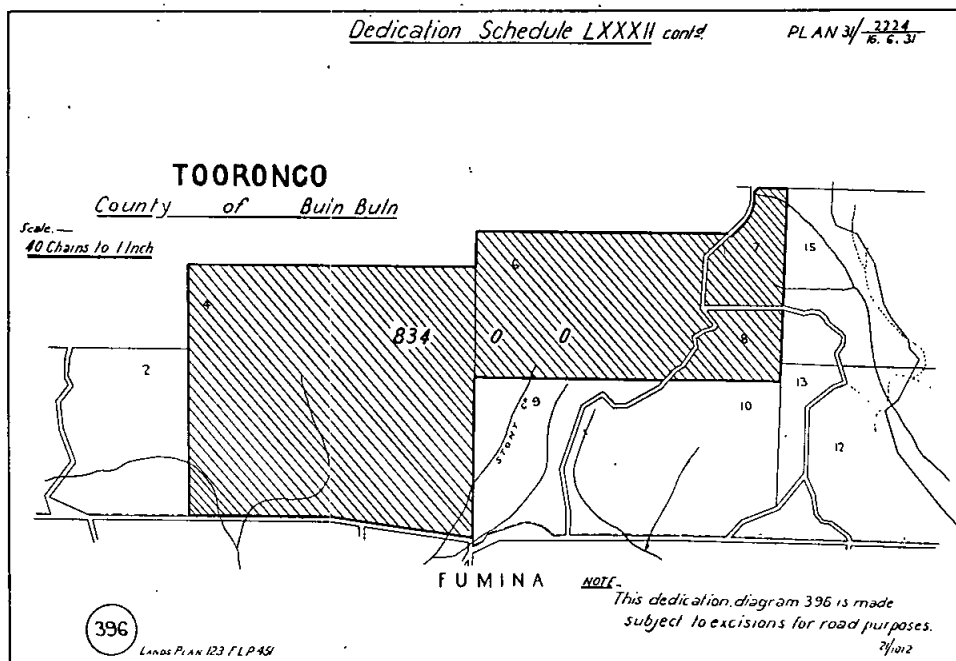 Dedication Schedule LXXXII contd.
PLAN 31/ 2224
16. 6. 31
TOORONGO
County of Buln Buln
Scale.—
40 Chains to 1 Inch
15
7
6
4
834 0 0
8
2
13
9
10
STONY CK
12
FUMINA
NOTE-
This dedication, diagram 396 is made
subject to excisions for road purposes.
396
LANDS PLAN 123 F L P 451